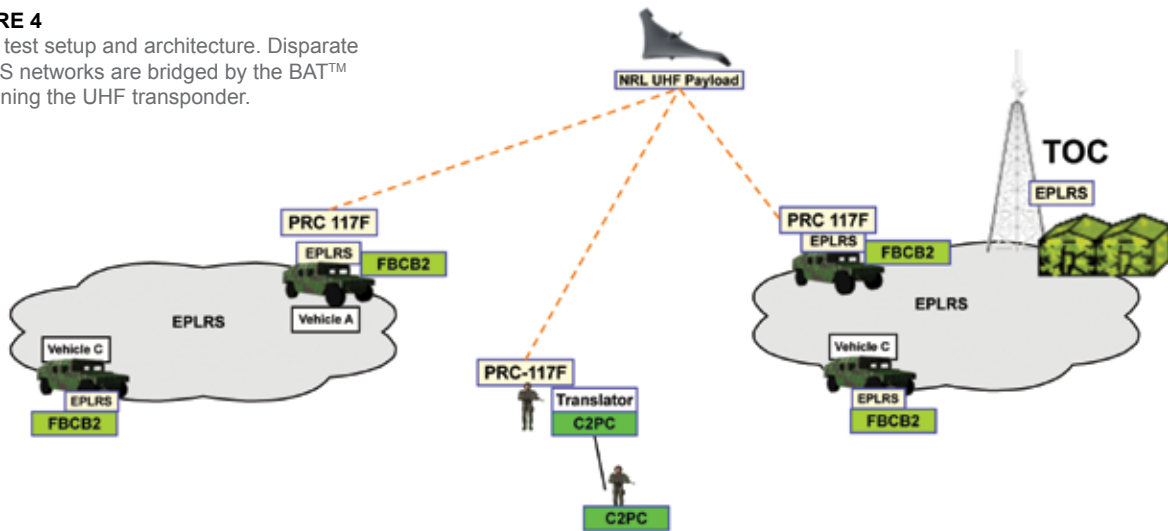 RE 4
test setup and architecture. Disparate
S networks are bridged by the BAT™
ning the UHF transponder.
NRL UHF Payload
TOC
EPLRS
PRC 117F
EPLRS
FBCB2
Vehicle A
EPLRS
Vehicle C
EPLRS
FBCB2
PRC-117F
Translator
C2PC
C2PC
PRC 117F
EPLRS
FBCB2
EPLRS
Vehicle C
EPLRS
FBCB2